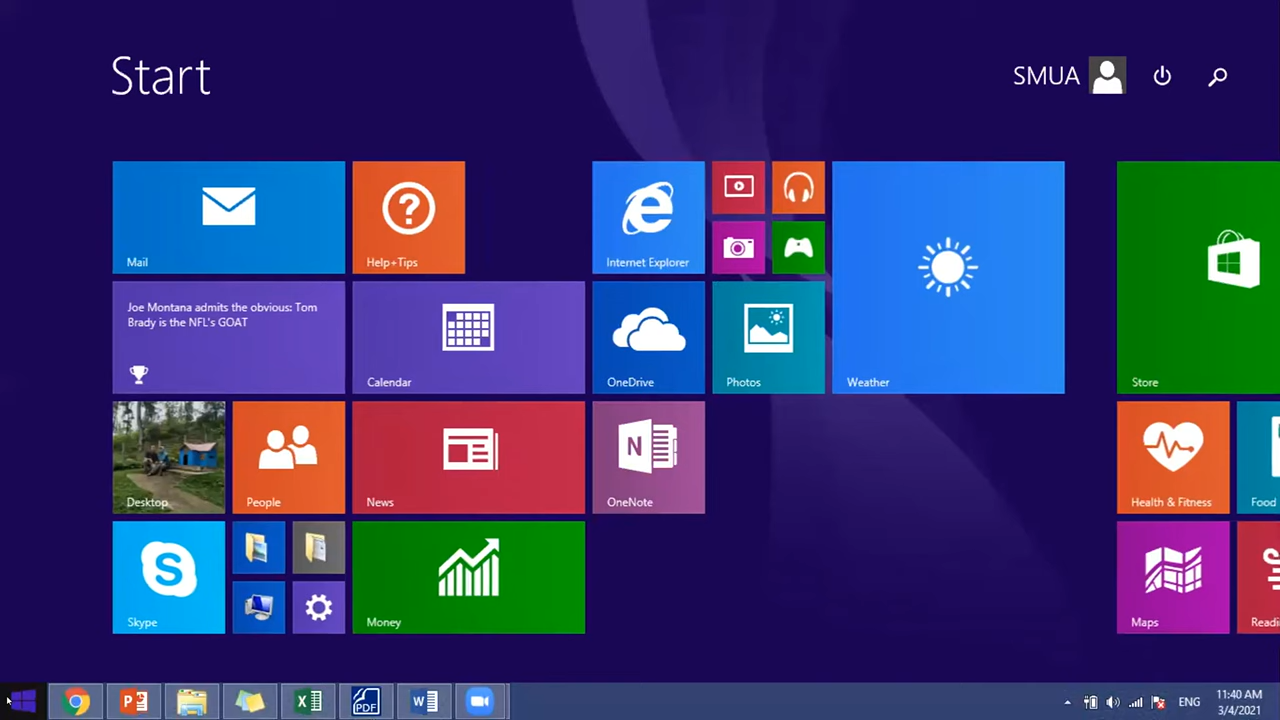 Start
SMUA
Mail
Help+Tips
Internet Explorer
Joe Montana admits the obvious: Tom
Brady is the NFL's GOAT
Calendar
OneDrive
Photos
Weather
Store
Desktop
People
News
N
OneNote
Health & Fitness
Food
S
Skype
Money
Maps
Readi
P
X
PDF
W
ENG
11:40 AM
3/4/2021